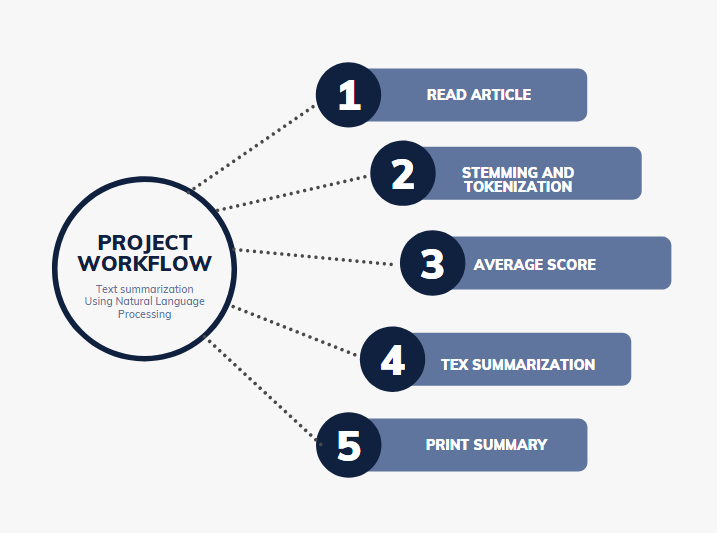 PROJECT
WORKFLOW
Text summarization
Using Natural Language
Processing
1
READ ARTICLE
2
STEMMING AND
TOKENIZATION
3
AVERAGE SCORE
4
TEX SUMMARIZATION
5
PRINT SUMMARY